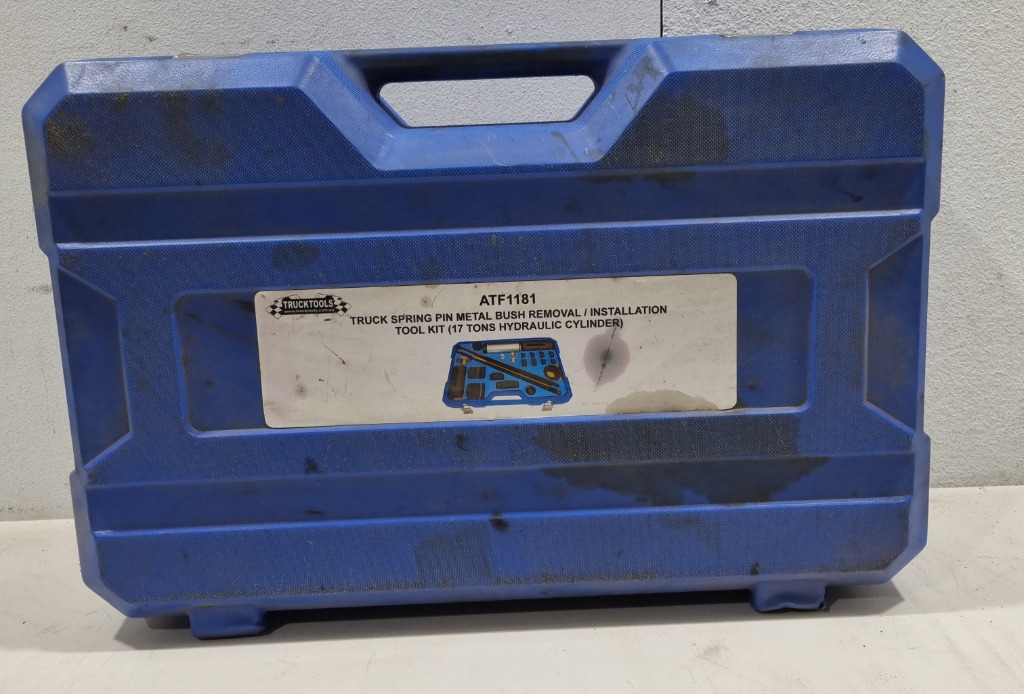 TRUCKTOOLS
ATF1181
TRUCK SPRING PIN METAL BUSH REMOVAL / INSTALLATION
TOOL KIT (17 TONS HYDRAULIC CYLINDER)